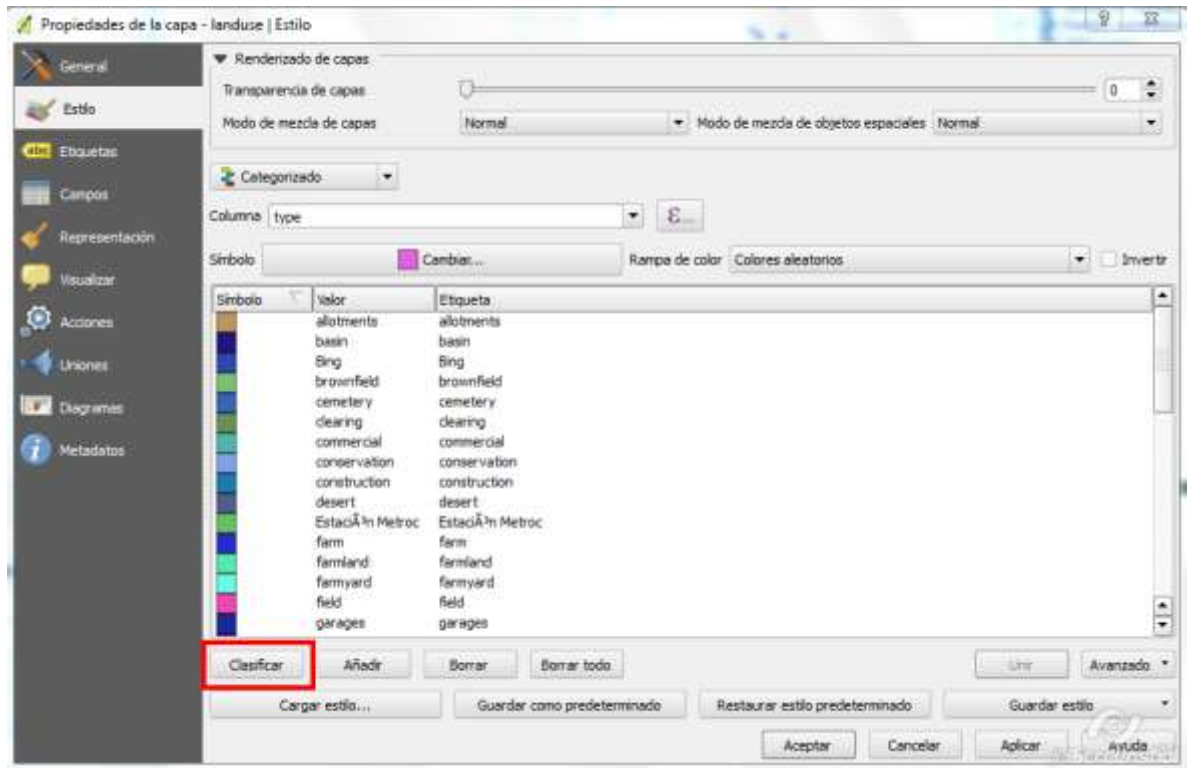 Propiedades de la capa - landuse | Estilo
General
Estilo
Etiquetas
Campos
Representación
Visualizar
Acciones
Uniones
Diagramas
Metadatos
Renderizado de capas
Transparencia de capas 0
Modo de mezcla de capas Normal Modo de mezcla de objetos espaciales Normal
Categorizado
Columna type ε...
Símbolo Cambiar... Rampa de color Colores aleatorios Invertir
Símbolo Valor Etiqueta
allotments allotments
basin basin
Bing Bing
brownfield brownfield
cemetery cemetery
clearing clearing
commercial commercial
conservation conservation
construction construction
desert desert
EstaciÃ³n Metroc EstaciÃ³n Metroc
farm farm
farmland farmland
farmyard farmyard
field field
garages garages
Clasificar Añadir Borrar Borrar todo Unir Avanzado
Cargar estilo... Guardar como predeterminado Restaurar estilo predeterminado Guardar estilo
Aceptar Cancelar Aplicar Ayuda